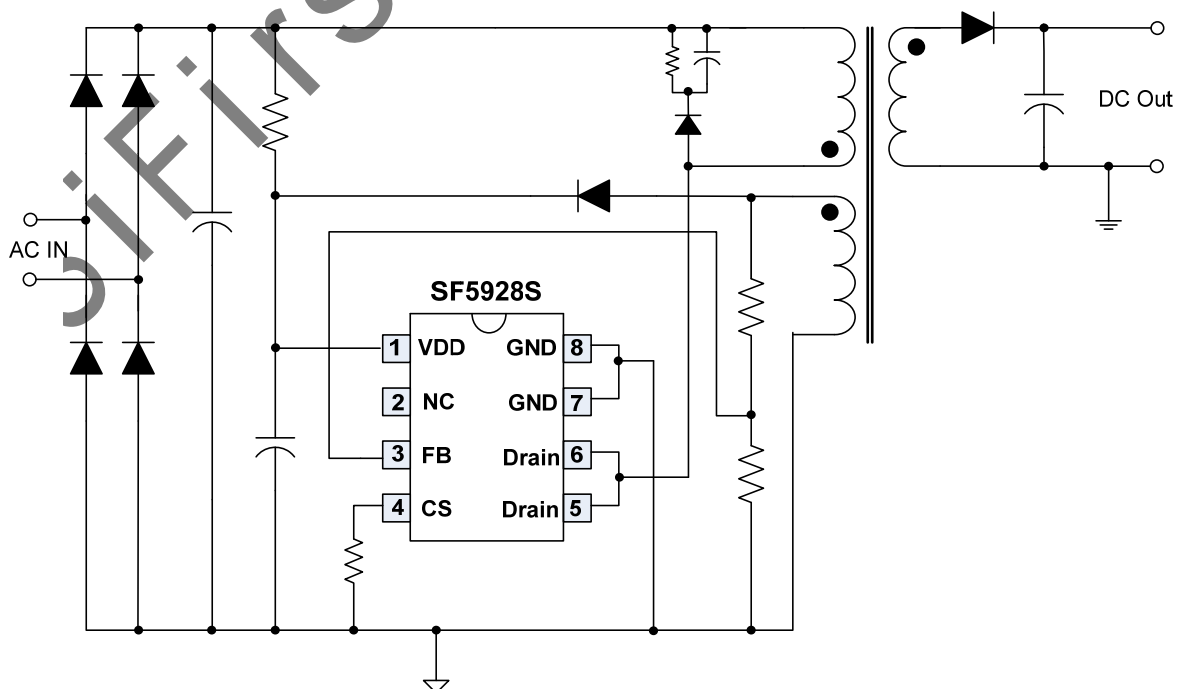 SiFirs
DC Out
AC IN
SF5928S
1 VDD GND 8
2 NC GND 7
3 FB Drain 6
4 CS Drain 5